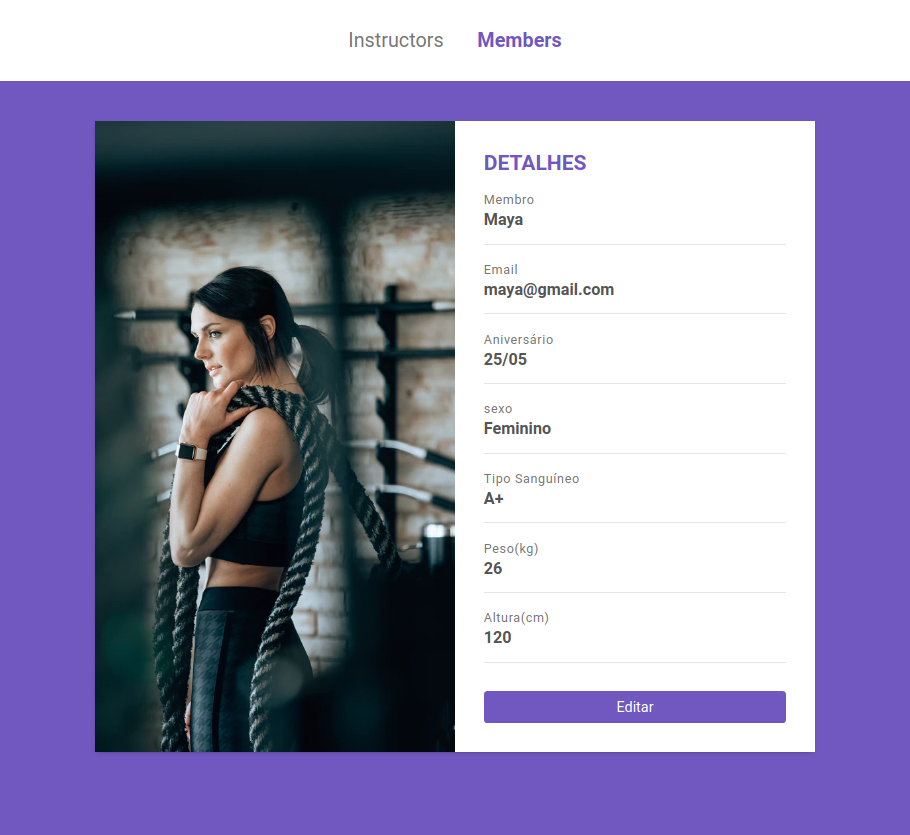 Instructors Members
DETALHES
Membro
Maya
Email
maya@gmail.com
Aniversário
25/05
sexo
Feminino
Tipo Sanguíneo
A+
Peso(kg)
26
Altura(cm)
120
Editar